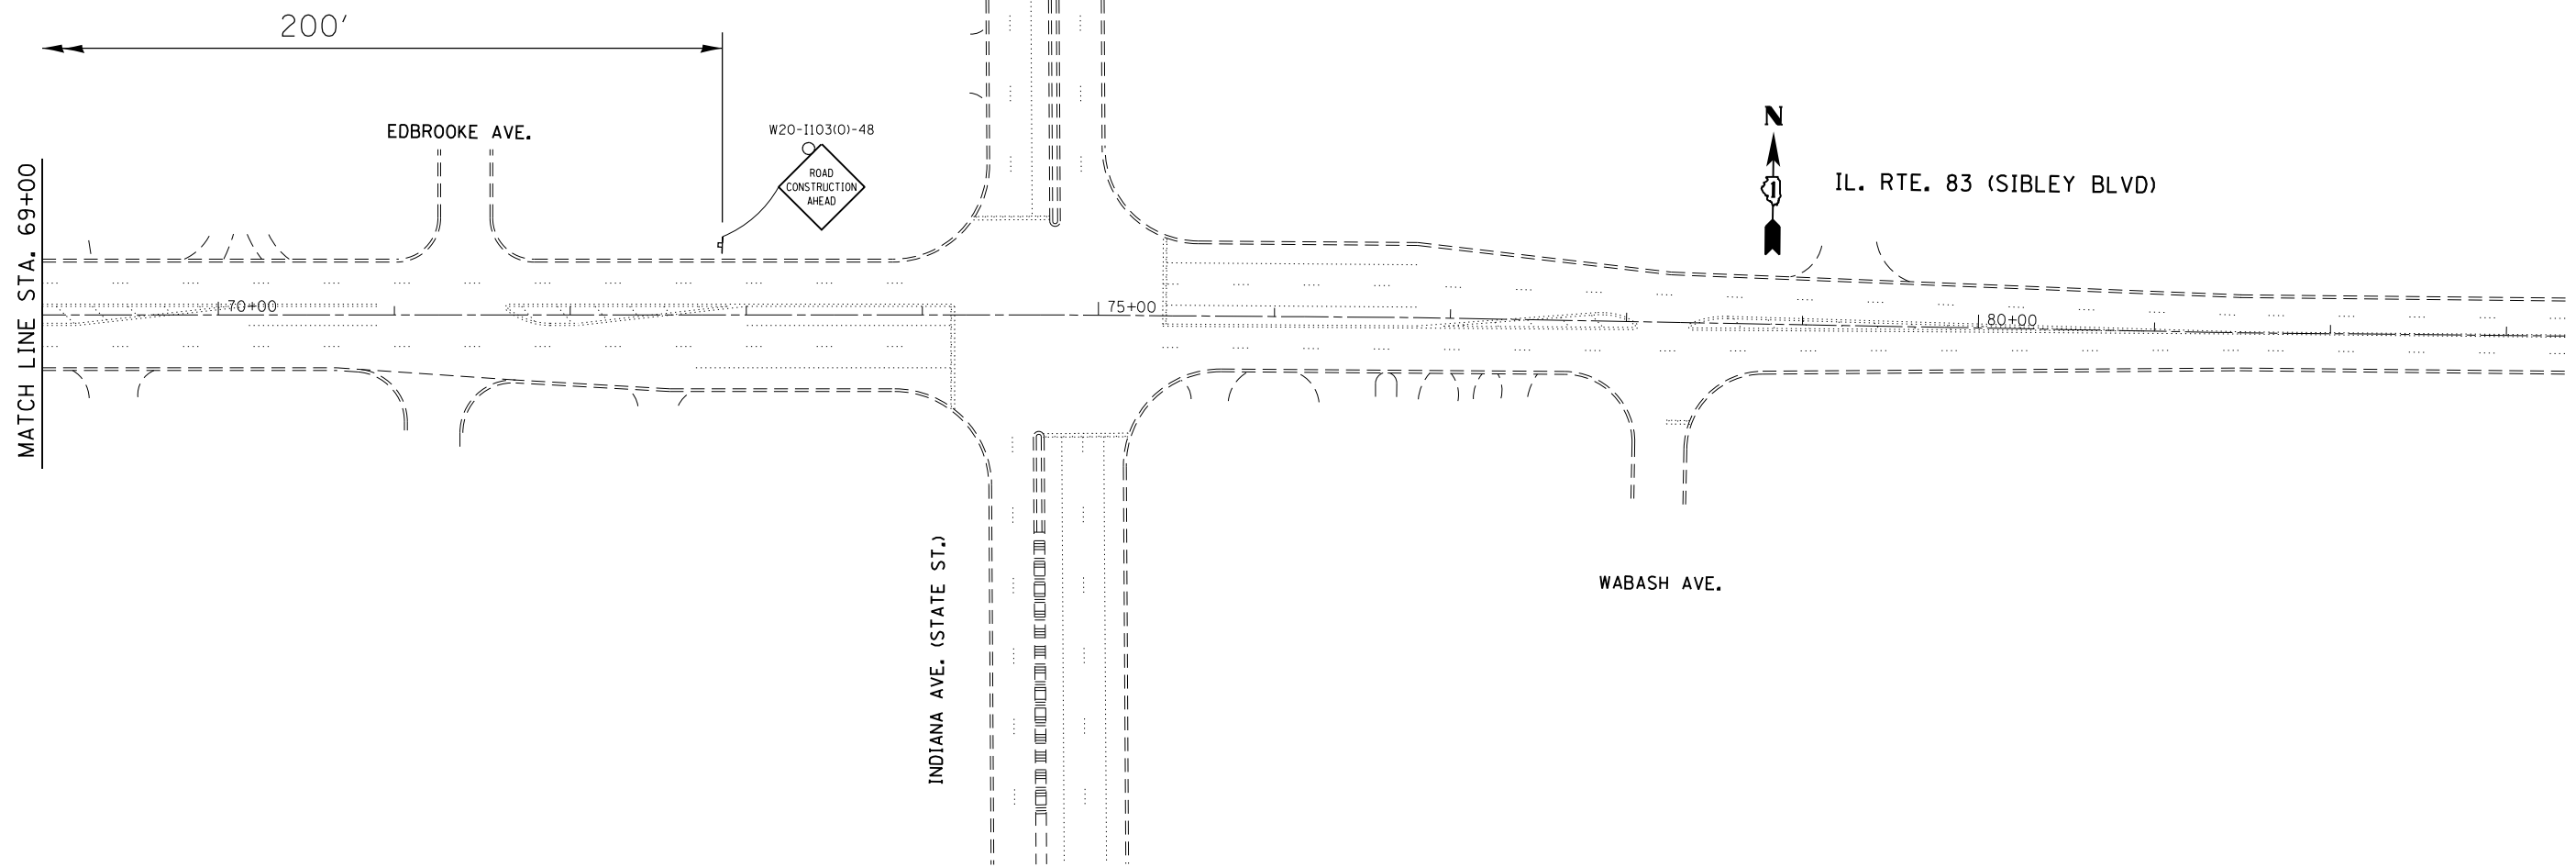 200'
EDBROOKE AVE.
W20-I103(O)-48
ROAD
CONSTRUCTION
AHEAD
N
1
IL. RTE. 83 (SIBLEY BLVD)
MATCH LINE STA. 69+00
70+00
75+00
80+00
INDIANA AVE. (STATE ST.)
WABASH AVE.